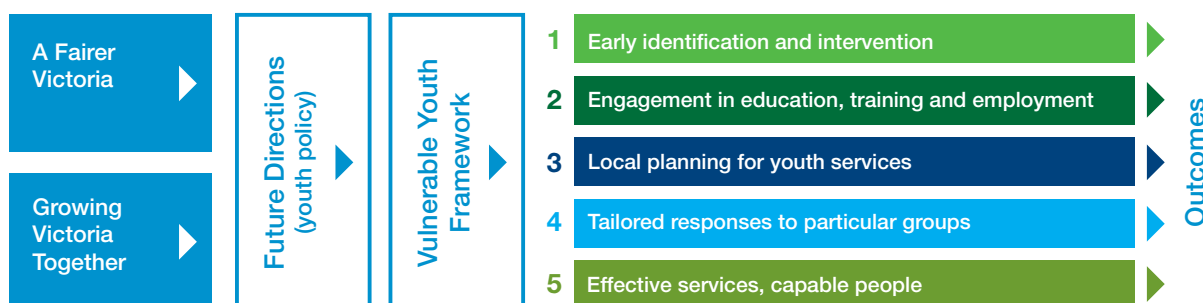 A Fairer
Victoria
Growing
Victoria
Together
Future Directions
(youth policy)
Vulnerable Youth
Framework
1 Early identification and intervention
2 Engagement in education, training and employment
3 Local planning for youth services
4 Tailored responses to particular groups
5 Effective services, capable people
Outcomes